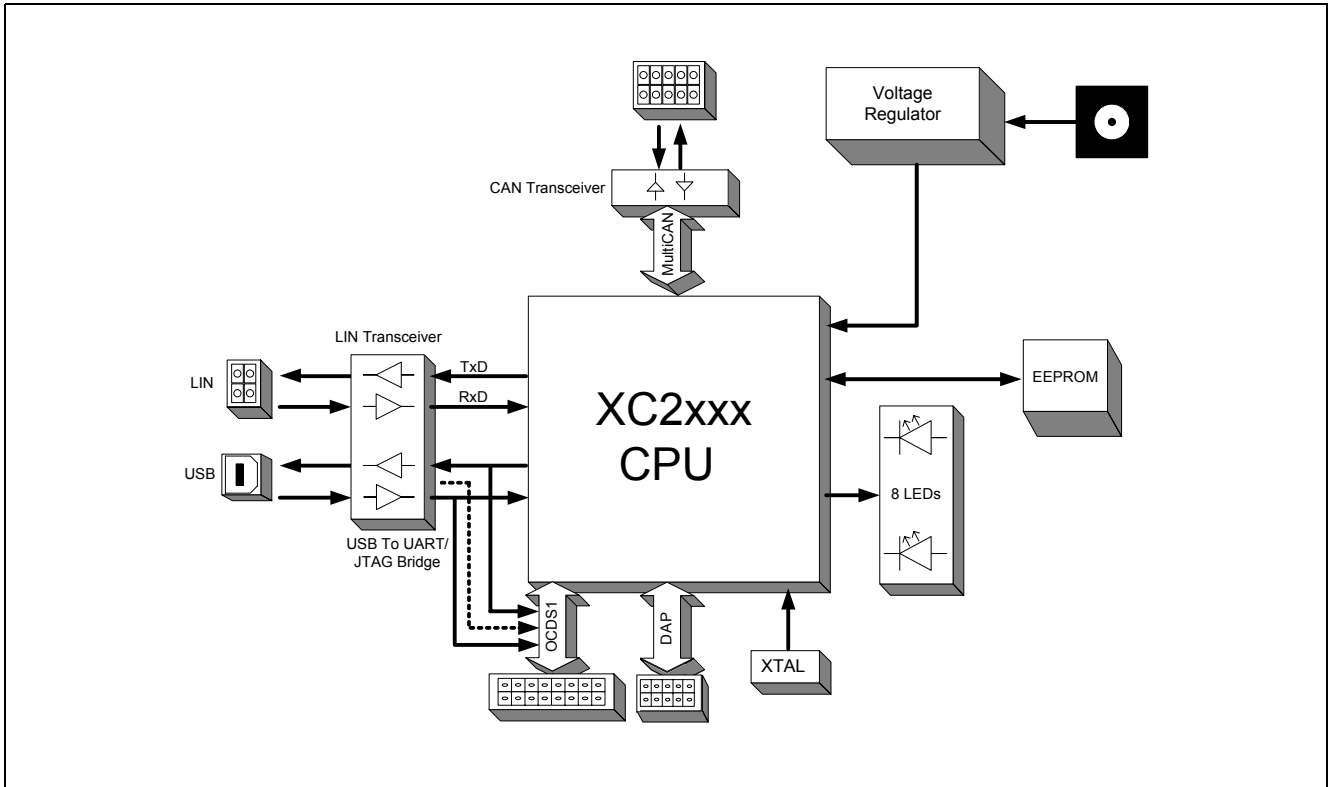 Voltage
Regulator
CAN Transceiver
MultiCAN
LIN Transceiver
TxD
LIN
RxD
XC2xxx
CPU
EEPROM
USB
8 LEDs
USB To UART/
JTAG Bridge
OCDS1
DAP
XTAL